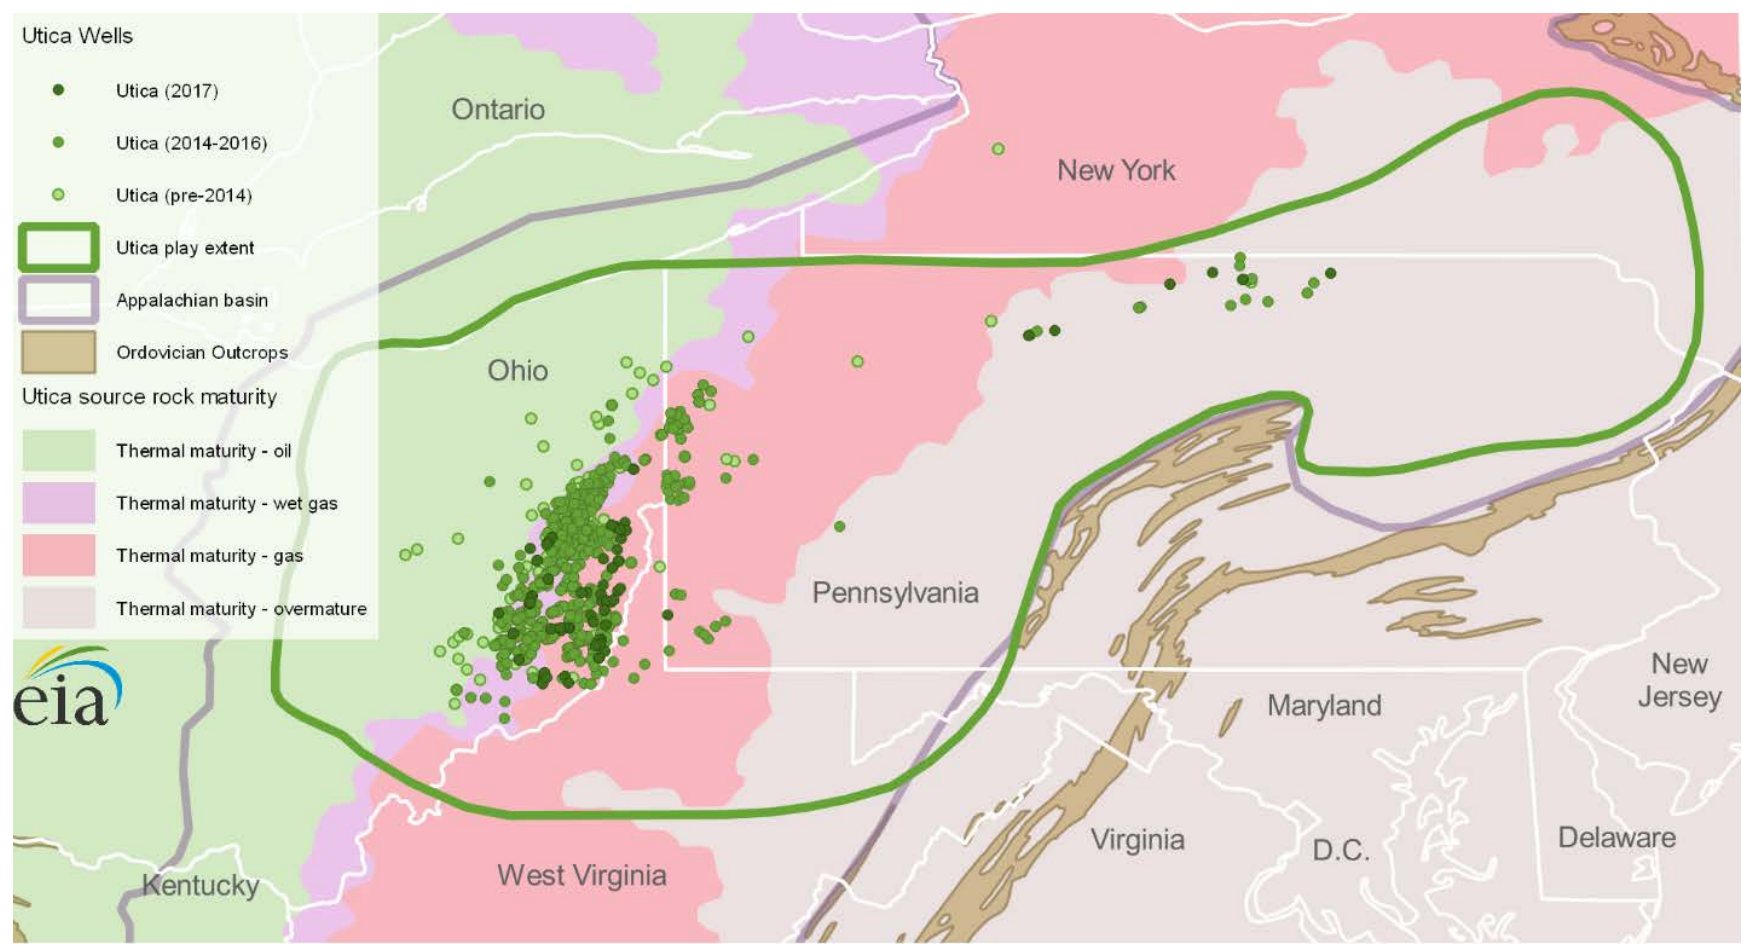 Utica Wells
Utica (2017)
Utica (2014-2016)
Utica (pre-2014)
Utica play extent
Appalachian basin
Ordovician Outcrops
Utica source rock maturity
Thermal maturity - oil
Thermal maturity - wet gas
Thermal maturity - gas
Thermal maturity - overmature
eia
Ontario
New York
Ohio
Pennsylvania
New
Jersey
Maryland
Virginia
D.C.
Delaware
West Virginia
Kentucky